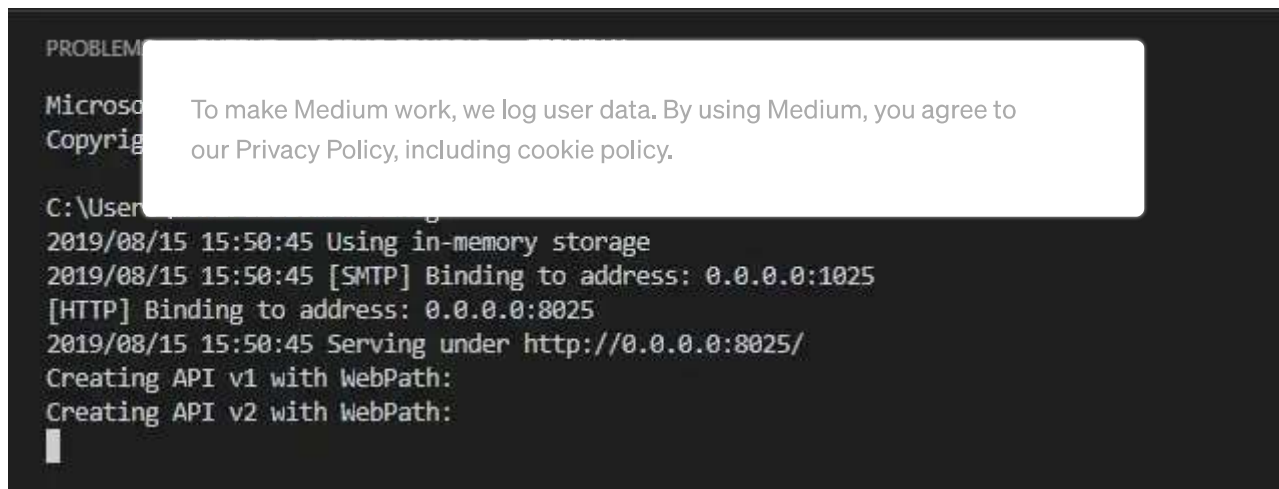 PROBLEM
Microso
Copyrig
To make Medium work, we log user data. By using Medium, you agree to
our Privacy Policy, including cookie policy.
C:\User
2019/08/15 15:50:45 Using in-memory storage
2019/08/15 15:50:45 [SMTP] Binding to address: 0.0.0.0:1025
[HTTP] Binding to address: 0.0.0.0:8025
2019/08/15 15:50:45 Serving under http://0.0.0.0:8025/
Creating API v1 with WebPath:
Creating API v2 with WebPath: